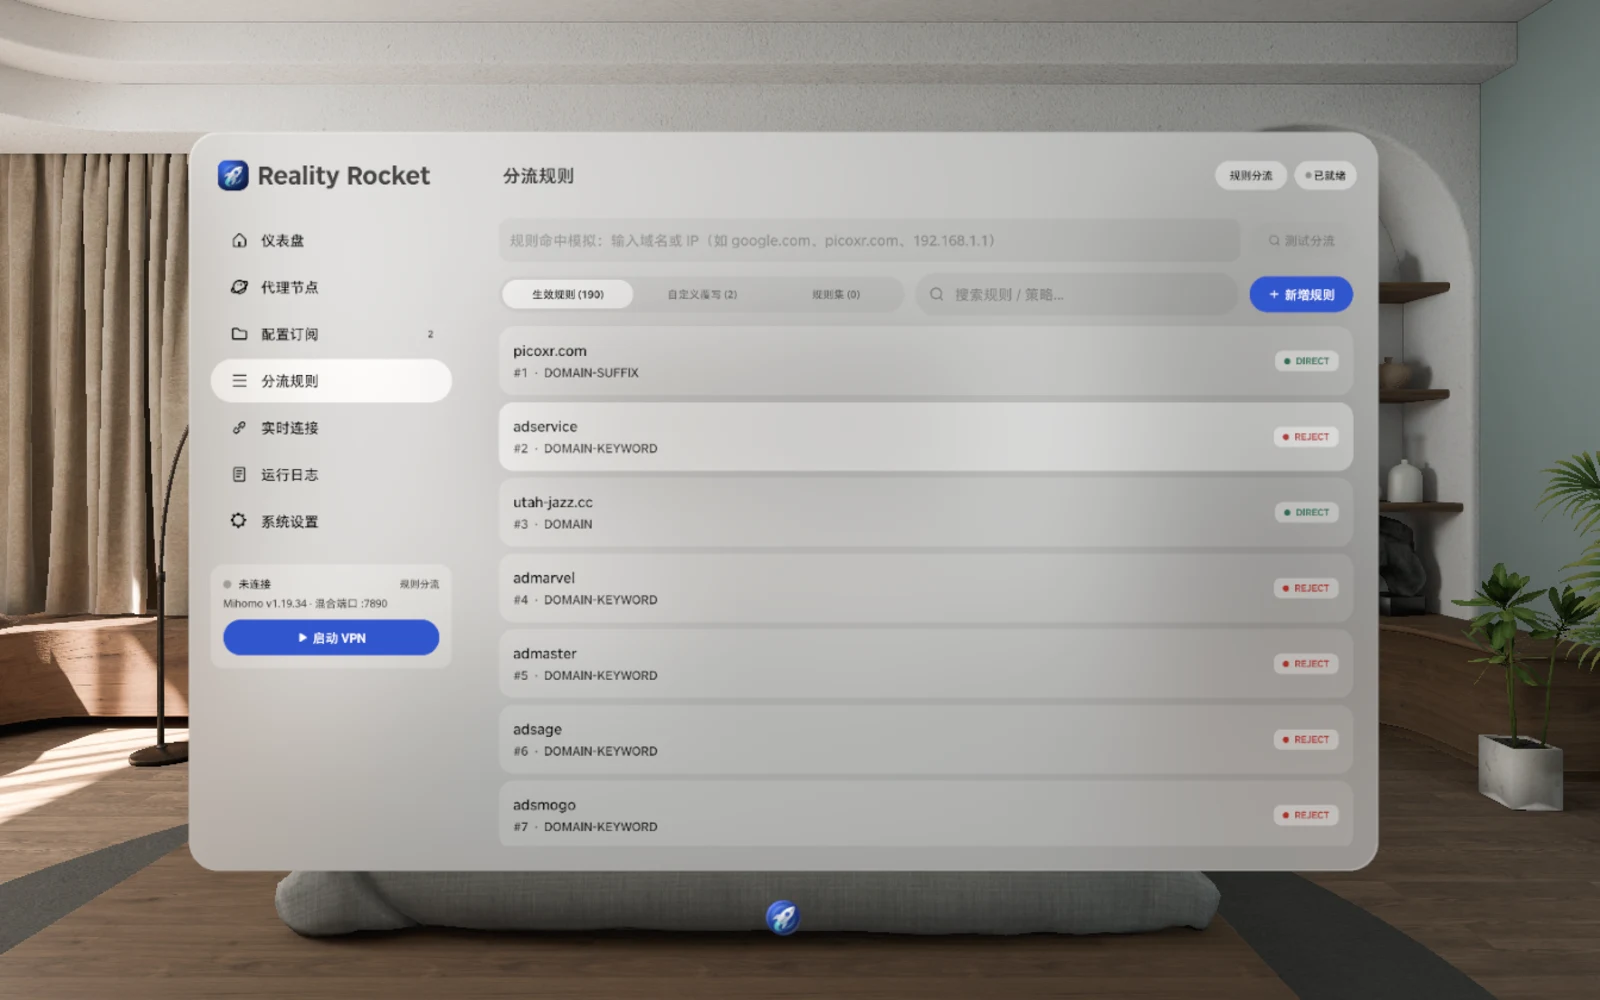 Reality Rocket
分流规则
规则分流
已就绪
仪表盘
代理节点
配置订阅
2
分流规则
实时连接
运行日志
系统设置
未连接
规则分流
Mihomo v1.19.34 · 混合端口 :7890
启动 VPN
规则命中模拟：输入域名或 IP（如 google.com、picoxr.com、192.168.1.1）
测试分流
生效规则 (190)
自定义覆写 (2)
规则集 (0)
搜索规则 / 策略...
+ 新增规则
picoxr.com
#1 · DOMAIN-SUFFIX
DIRECT
adservice
#2 · DOMAIN-KEYWORD
REJECT
utah-jazz.cc
#3 · DOMAIN
DIRECT
admarvel
#4 · DOMAIN-KEYWORD
REJECT
admaster
#5 · DOMAIN-KEYWORD
REJECT
adsage
#6 · DOMAIN-KEYWORD
REJECT
adsmogo
#7 · DOMAIN-KEYWORD
REJECT